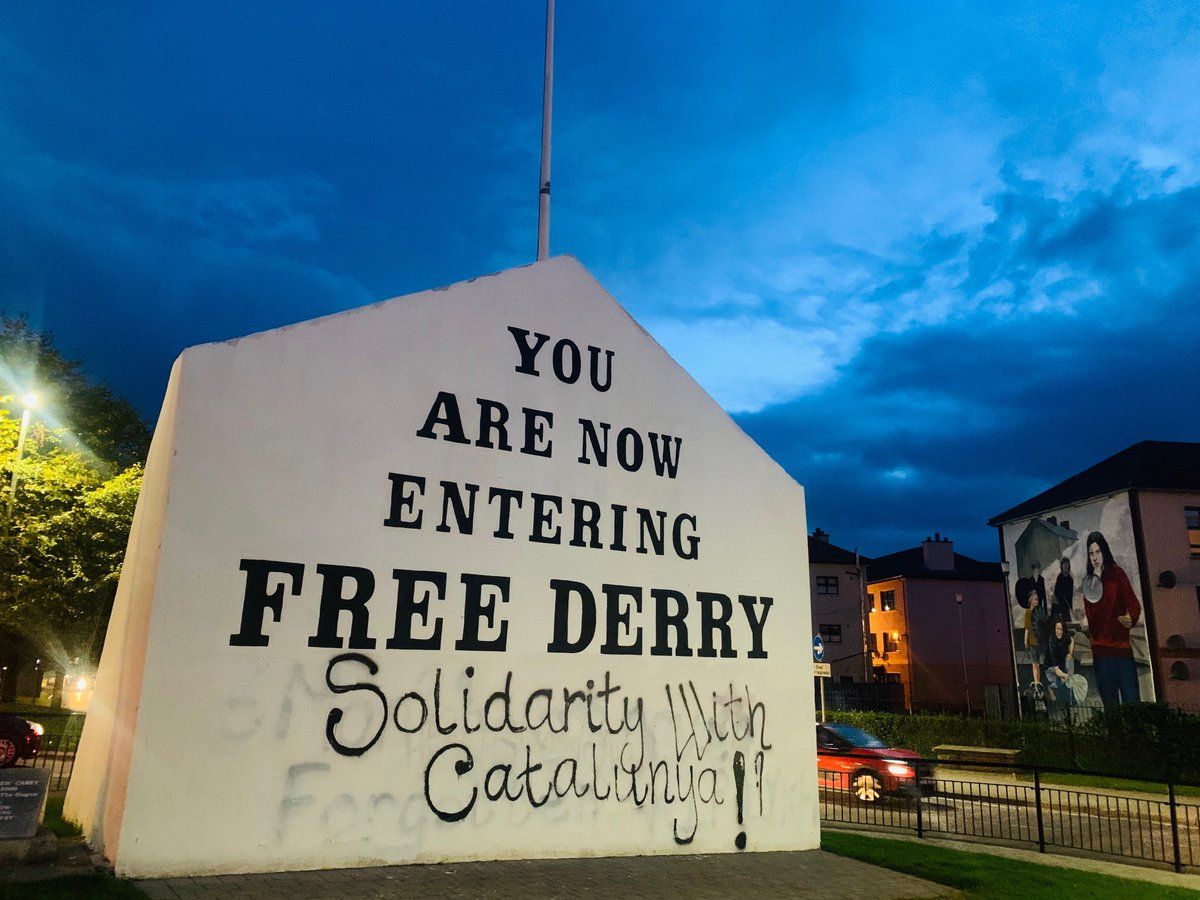 YOU
ARE NOW
ENTERING
FREE DERRY
Solidarity With
Catalunya!!